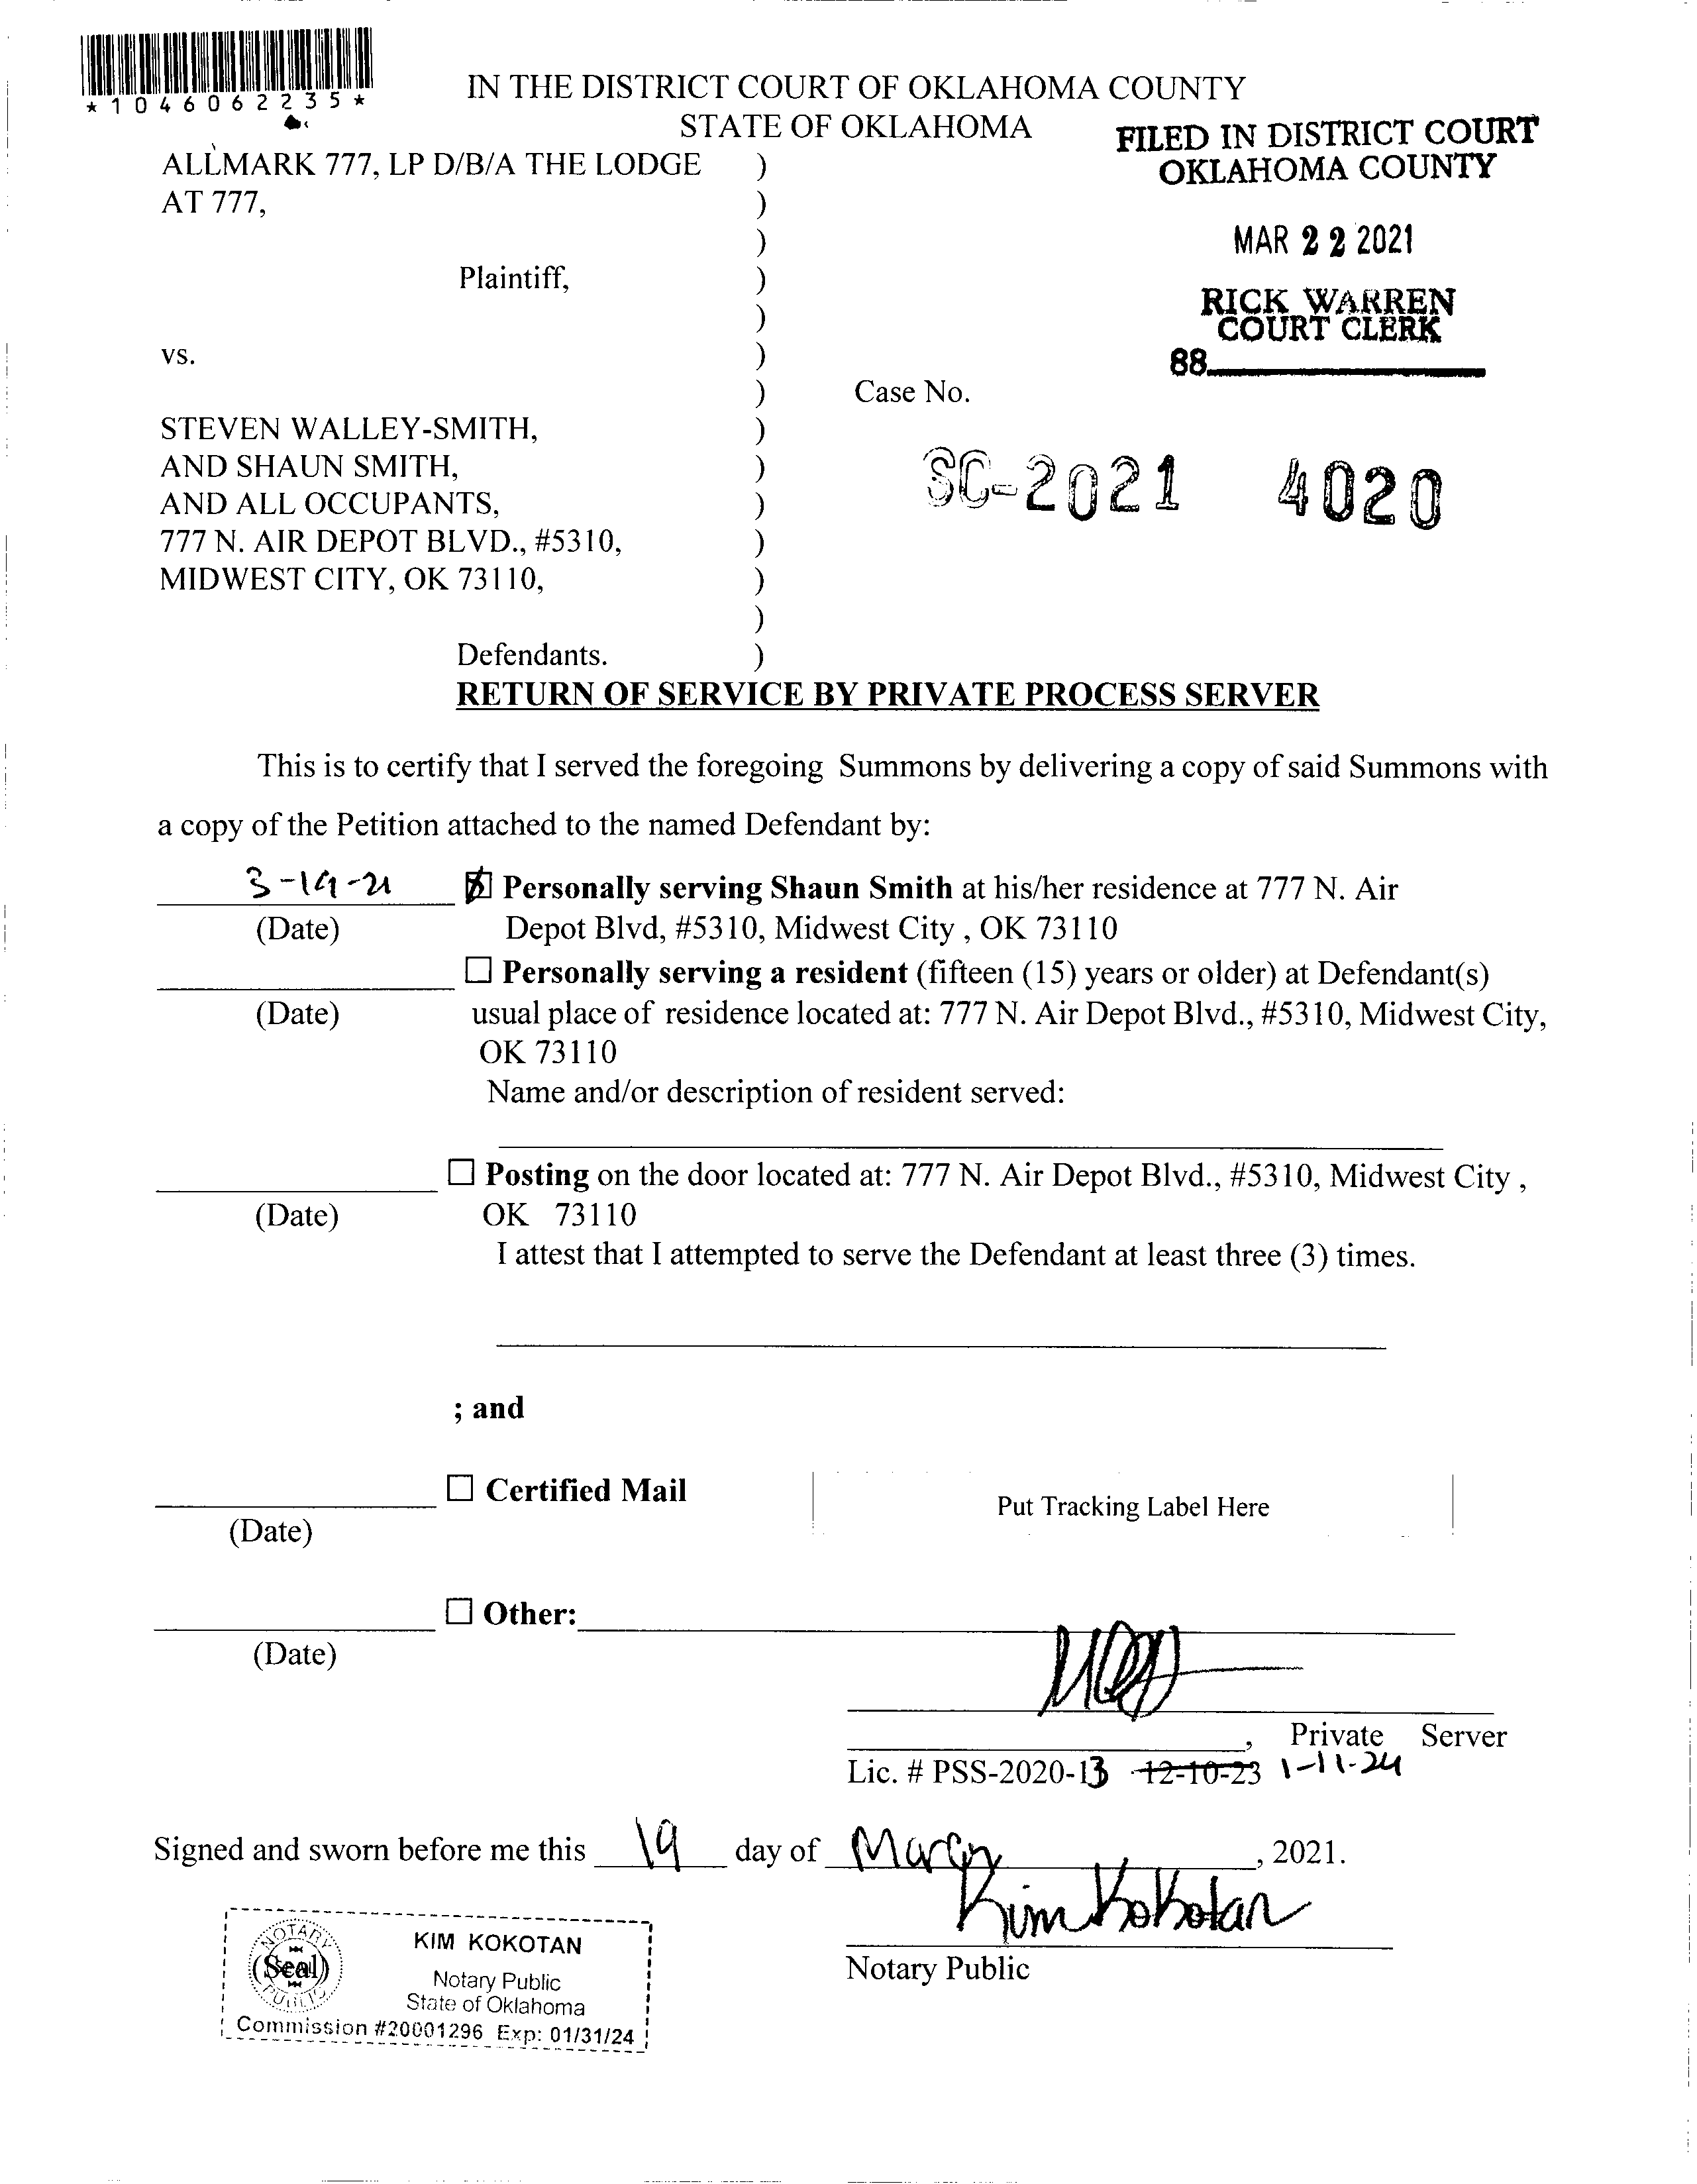 *1046062235*
IN THE DISTRICT COURT OF OKLAHOMA COUNTY
STATE OF OKLAHOMA
FILED IN DISTRICT COURT
OKLAHOMA COUNTY
MAR 22 2021
RICK WARREN
COURT CLERK
88
ALLMARK 777, LP D/B/A THE LODGE )
AT 777, )
)
Plaintiff, )
)
vs. )
) Case No.
STEVEN WALLEY-SMITH, )
AND SHAUN SMITH, ) SC-2021 4020
AND ALL OCCUPANTS, )
777 N. AIR DEPOT BLVD., #5310, )
MIDWEST CITY, OK 73110, )
)
Defendants. )
RETURN OF SERVICE BY PRIVATE PROCESS SERVER
This is to certify that I served the foregoing Summons by delivering a copy of said Summons with
a copy of the Petition attached to the named Defendant by:
3-19-21 ☒ Personally serving Shaun Smith at his/her residence at 777 N. Air
(Date) Depot Blvd, #5310, Midwest City , OK 73110
☐ Personally serving a resident (fifteen (15) years or older) at Defendant(s)
(Date) usual place of residence located at: 777 N. Air Depot Blvd., #5310, Midwest City,
OK 73110
Name and/or description of resident served:
☐ Posting on the door located at: 777 N. Air Depot Blvd., #5310, Midwest City ,
(Date) OK 73110
I attest that I attempted to serve the Defendant at least three (3) times.
; and
☐ Certified Mail Put Tracking Label Here
(Date)
☐ Other:
(Date)
, Private Server
Lic. # PSS-2020-13 12-10-23 1-11-24
Signed and sworn before me this 19 day of March, 2021.
Kim Kokotan
Notary Public
NOTARY
(Seal)
PUBLIC
KIM KOKOTAN
Notary Public
State of Oklahoma
Commission #20001296 Exp: 01/31/24